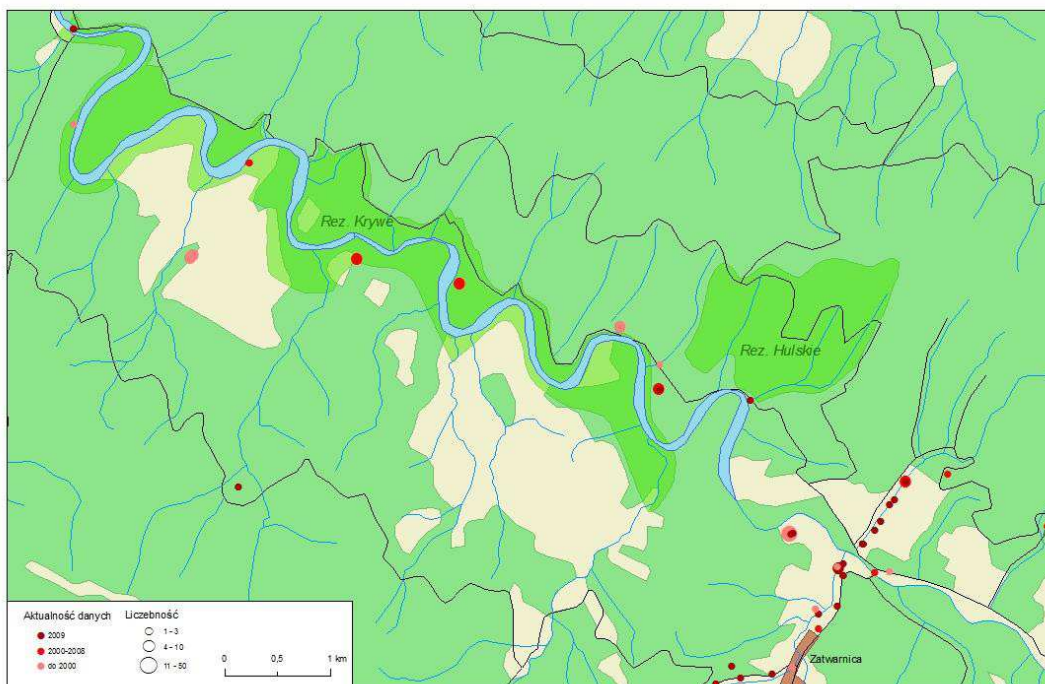 Rez. Krywe
Rez. Hulskie
Zatwarnica
Aktualność danych
2009
2000-2008
do 2000
Liczebność
1 - 3
4 - 10
11 - 50
0 0,5 1 km